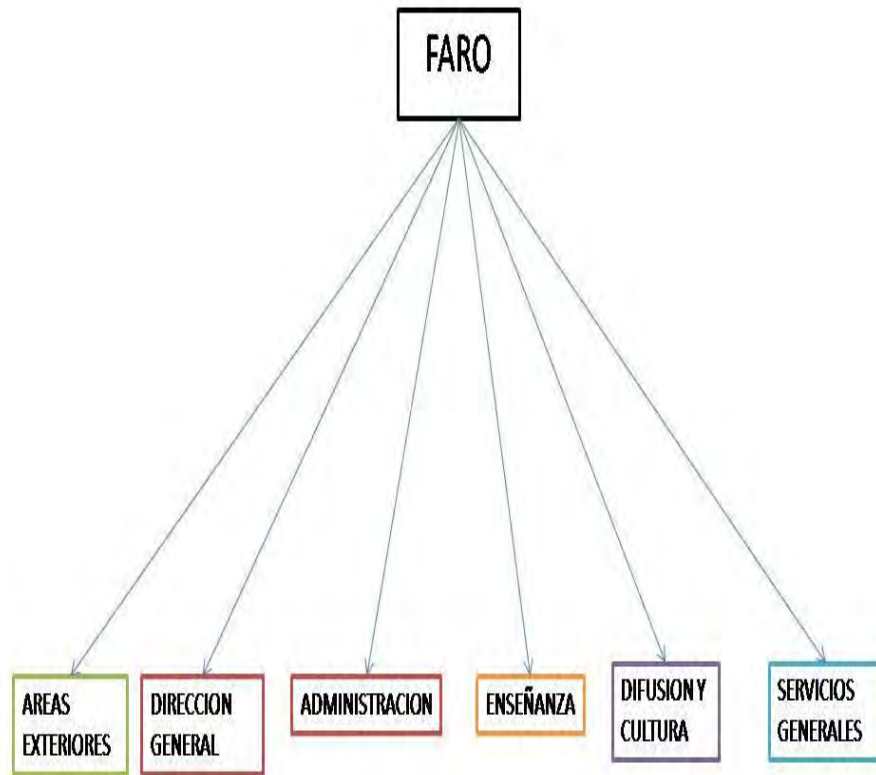 FARO
AREAS
EXTERIORES
DIRECCION
GENERAL
ADMINISTRACION
ENSEÑANZA
DIFUSION Y
CULTURA
SERVICIOS
GENERALES